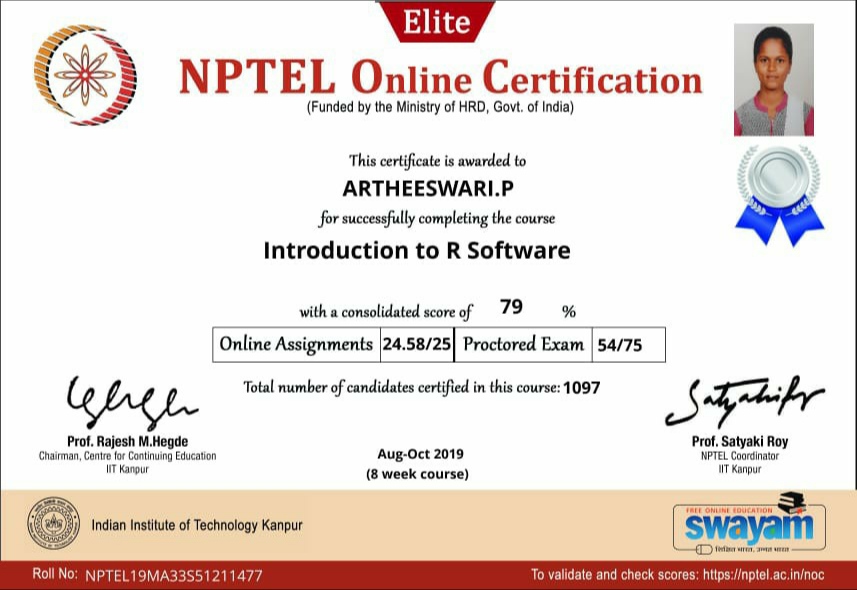 Elite
NPTEL Online Certification
(Funded by the Ministry of HRD, Govt. of India)
This certificate is awarded to
ARTHEESWARI.P
for successfully completing the course
Introduction to R Software
with a consolidated score of 79 %
Online Assignments 24.58/25 Proctored Exam 54/75
Total number of candidates certified in this course: 1097
Prof. Rajesh M.Hegde
Chairman, Centre for Continuing Education
IIT Kanpur
Aug-Oct 2019
(8 week course)
Prof. Satyaki Roy
NPTEL Coordinator
IIT Kanpur
Indian Institute of Technology Kanpur
FREE ONLINE EDUCATION
swayam
शिक्षित भारत, उन्नत भारत
Roll No: NPTEL19MA33S51211477
To validate and check scores: https://nptel.ac.in/noc